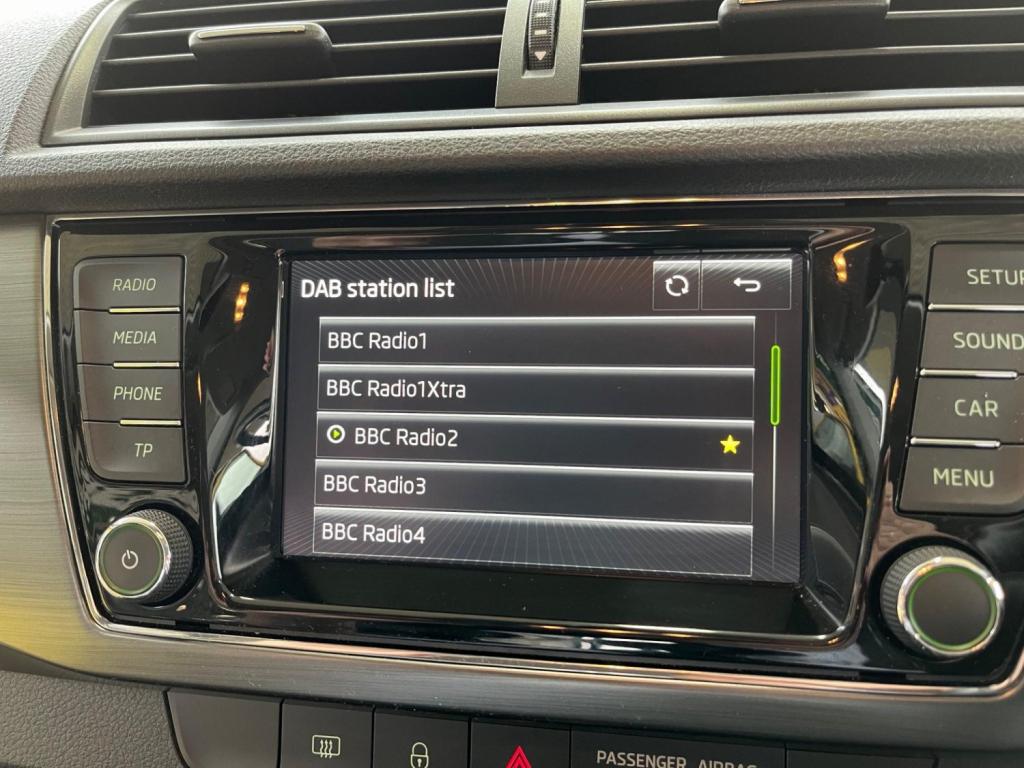 DAB station list
BBC Radio1
BBC Radio1Xtra
BBC Radio2
BBC Radio3
BBC Radio4
RADIO
MEDIA
PHONE
TP
SETUP
SOUND
CAR
MENU
PASSENGER AIRBAG